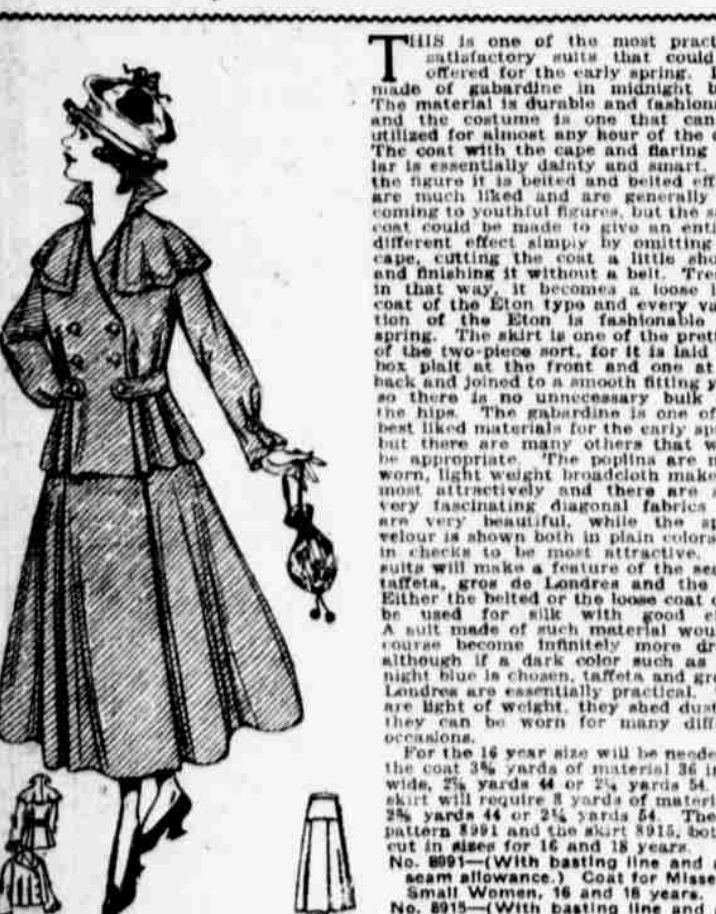 THIS is one of the most pract
satisfactory suits that could
offered for the early spring. I
made of gabardine in midnight b
The material is durable and fashion
and the costume is one that can
utilized for almost any hour of the
The coat with the cape and flaring
lar is essentially dainty and smart.
the figure it is belted and belted eff
are much liked and are generally
coming to youthful figures, but the s
coat could be made to give an enti
different effect simply by omitting
cape, cutting the coat a little sho
and finishing it without a belt. Tre
in that way, it becomes a loose l
coat of the Eton type and every va
tion of the Eton is fashionable
spring. The skirt is one of the prett
of the two-piece sort, for it is laid
box plait at the front and one at
back and joined to a smooth fitting y
so there is no unnecessary bulk
the hips. The gabardine is one of
best liked materials for the early sp
but there are many others that w
be appropriate. The poplins are m
worn, light weight broadcloth make
most attractively and there are
very fascinating diagonal fabrics
are very beautiful, while the sp
velour is shown both in plain colors
in checks to be most attractive.
suits will make a feature of the sea
taffeta, gros de Londres and the
Either the belted or the loose coat
be used for silk with good e
A suit made of such material wou
course become infinitely more dr
although if a dark color such as
night blue is chosen, taffeta and gr
Londres are essentially practical.
are light of weight, they shed dust
they can be worn for many diff
occasions.
For the 16 year size will be neede
the coat 3⅝ yards of material 36 i
wide, 2⅞ yards 44 or 2¼ yards 54.
skirt will require 3 yards of materi
2⅝ yards 44 or 2¼ yards 54. The
pattern 8991 and the skirt 8915, bot
cut in sizes for 16 and 18 years.
No. 8991—(With basting line and
seam allowance.) Coat for Misse
Small Women, 16 and 18 years.
No. 8915—(With basting line and